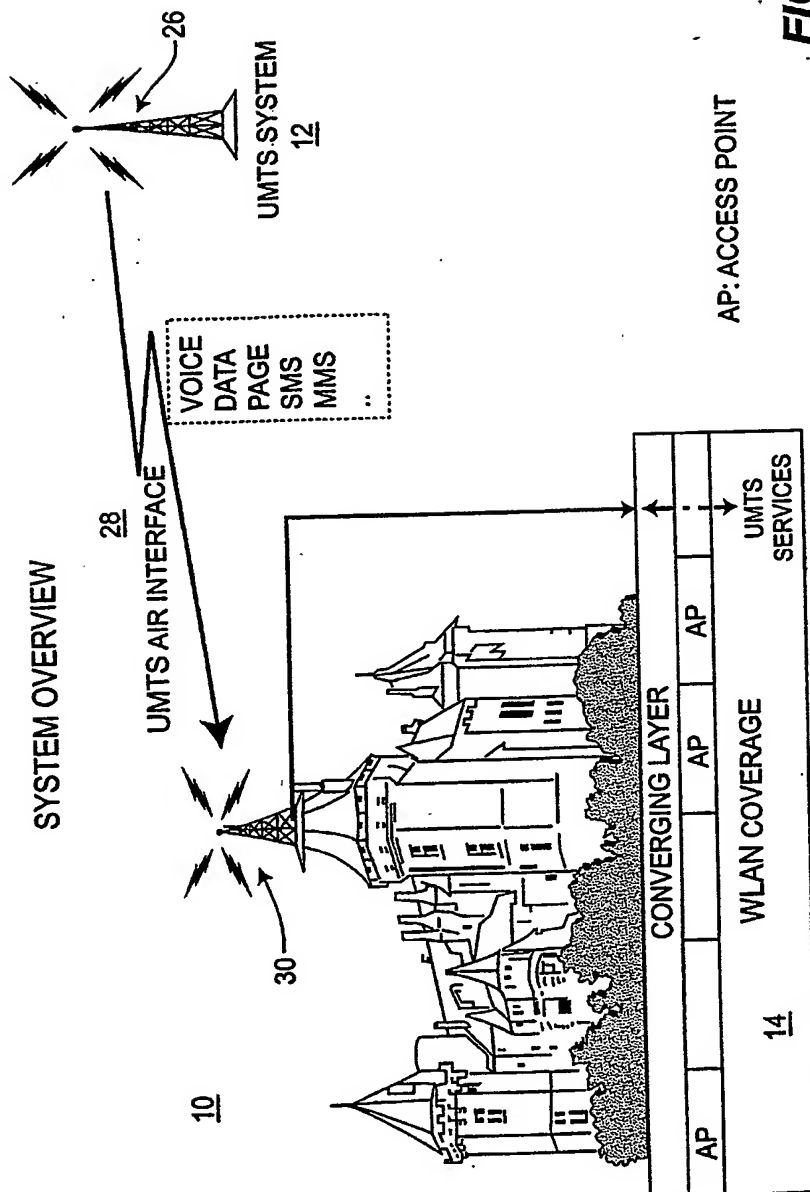 SYSTEM OVERVIEW
10
30
28
UMTS AIR INTERFACE
VOICE
DATA
PAGE
SMS
MMS
..
26
UMTS SYSTEM
12
CONVERGING LAYER
AP
AP
AP
WLAN COVERAGE
14
UMTS
SERVICES
AP: ACCESS POINT